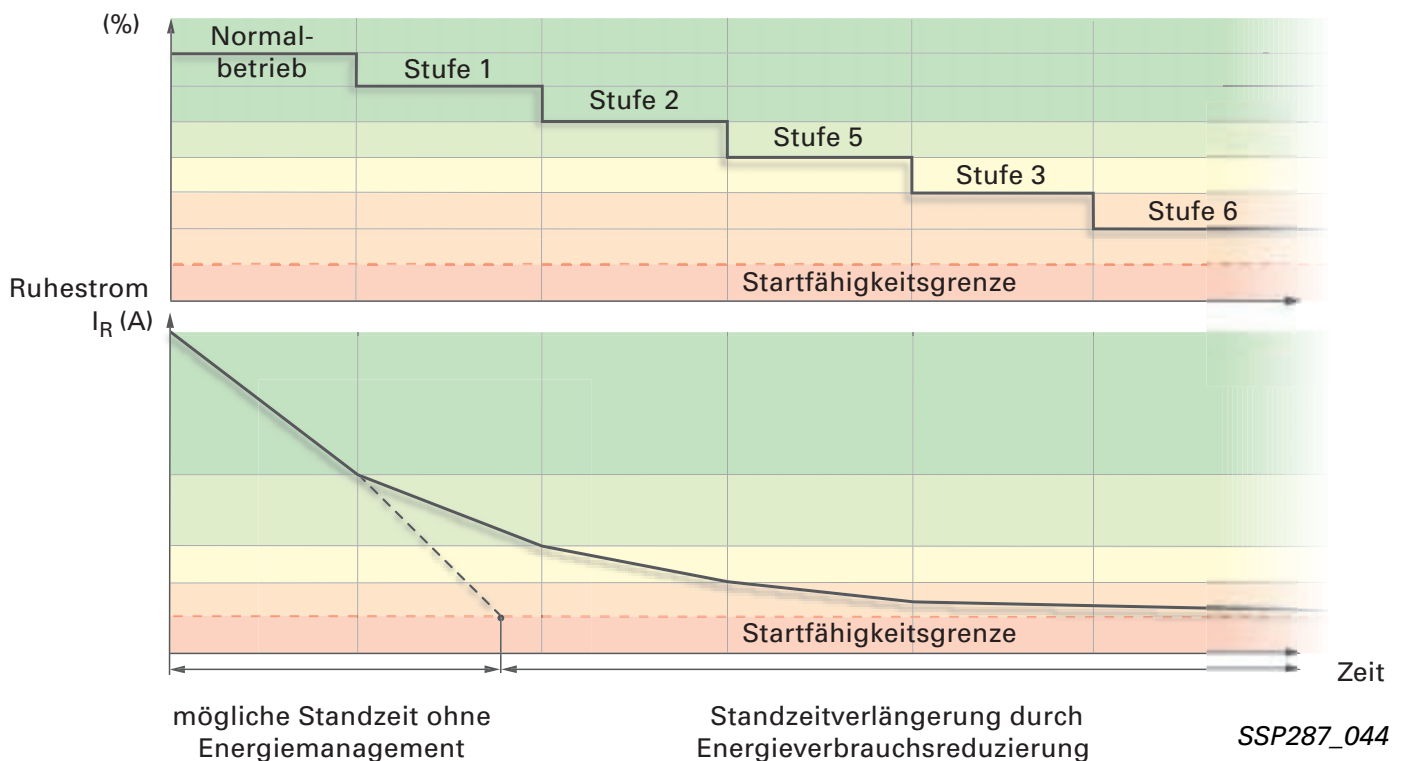 (%)
Normal-
betrieb
Stufe 1
Stufe 2
Stufe 5
Stufe 3
Stufe 6
Startfähigkeitsgrenze
Ruhestrom
I_R (A)
Startfähigkeitsgrenze
Zeit
mögliche Standzeit ohne
Energiemanagement
Standzeitverlängerung durch
Energieverbrauchsreduzierung
SSP287_044